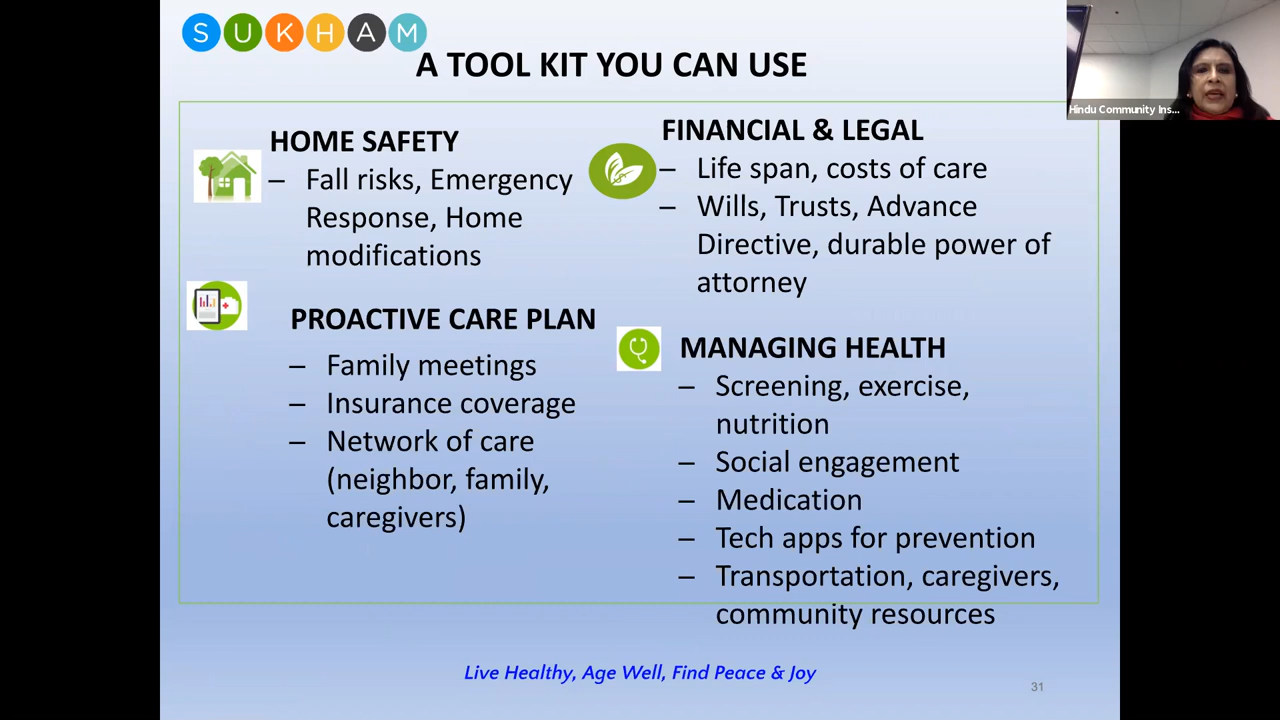 SUKHAM
A TOOL KIT YOU CAN USE
Hindu Community Ins...
HOME SAFETY
– Fall risks, Emergency
Response, Home
modifications
PROACTIVE CARE PLAN
– Family meetings
– Insurance coverage
– Network of care
(neighbor, family,
caregivers)
FINANCIAL & LEGAL
– Life span, costs of care
– Wills, Trusts, Advance
Directive, durable power of
attorney
MANAGING HEALTH
– Screening, exercise,
nutrition
– Social engagement
– Medication
– Tech apps for prevention
– Transportation, caregivers,
community resources
Live Healthy, Age Well, Find Peace & Joy
31